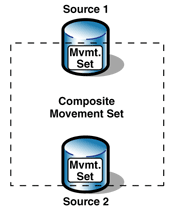 Source 1
Mvmt.
Set
Composite
Movement Set
Mvmt.
Set
Source 2